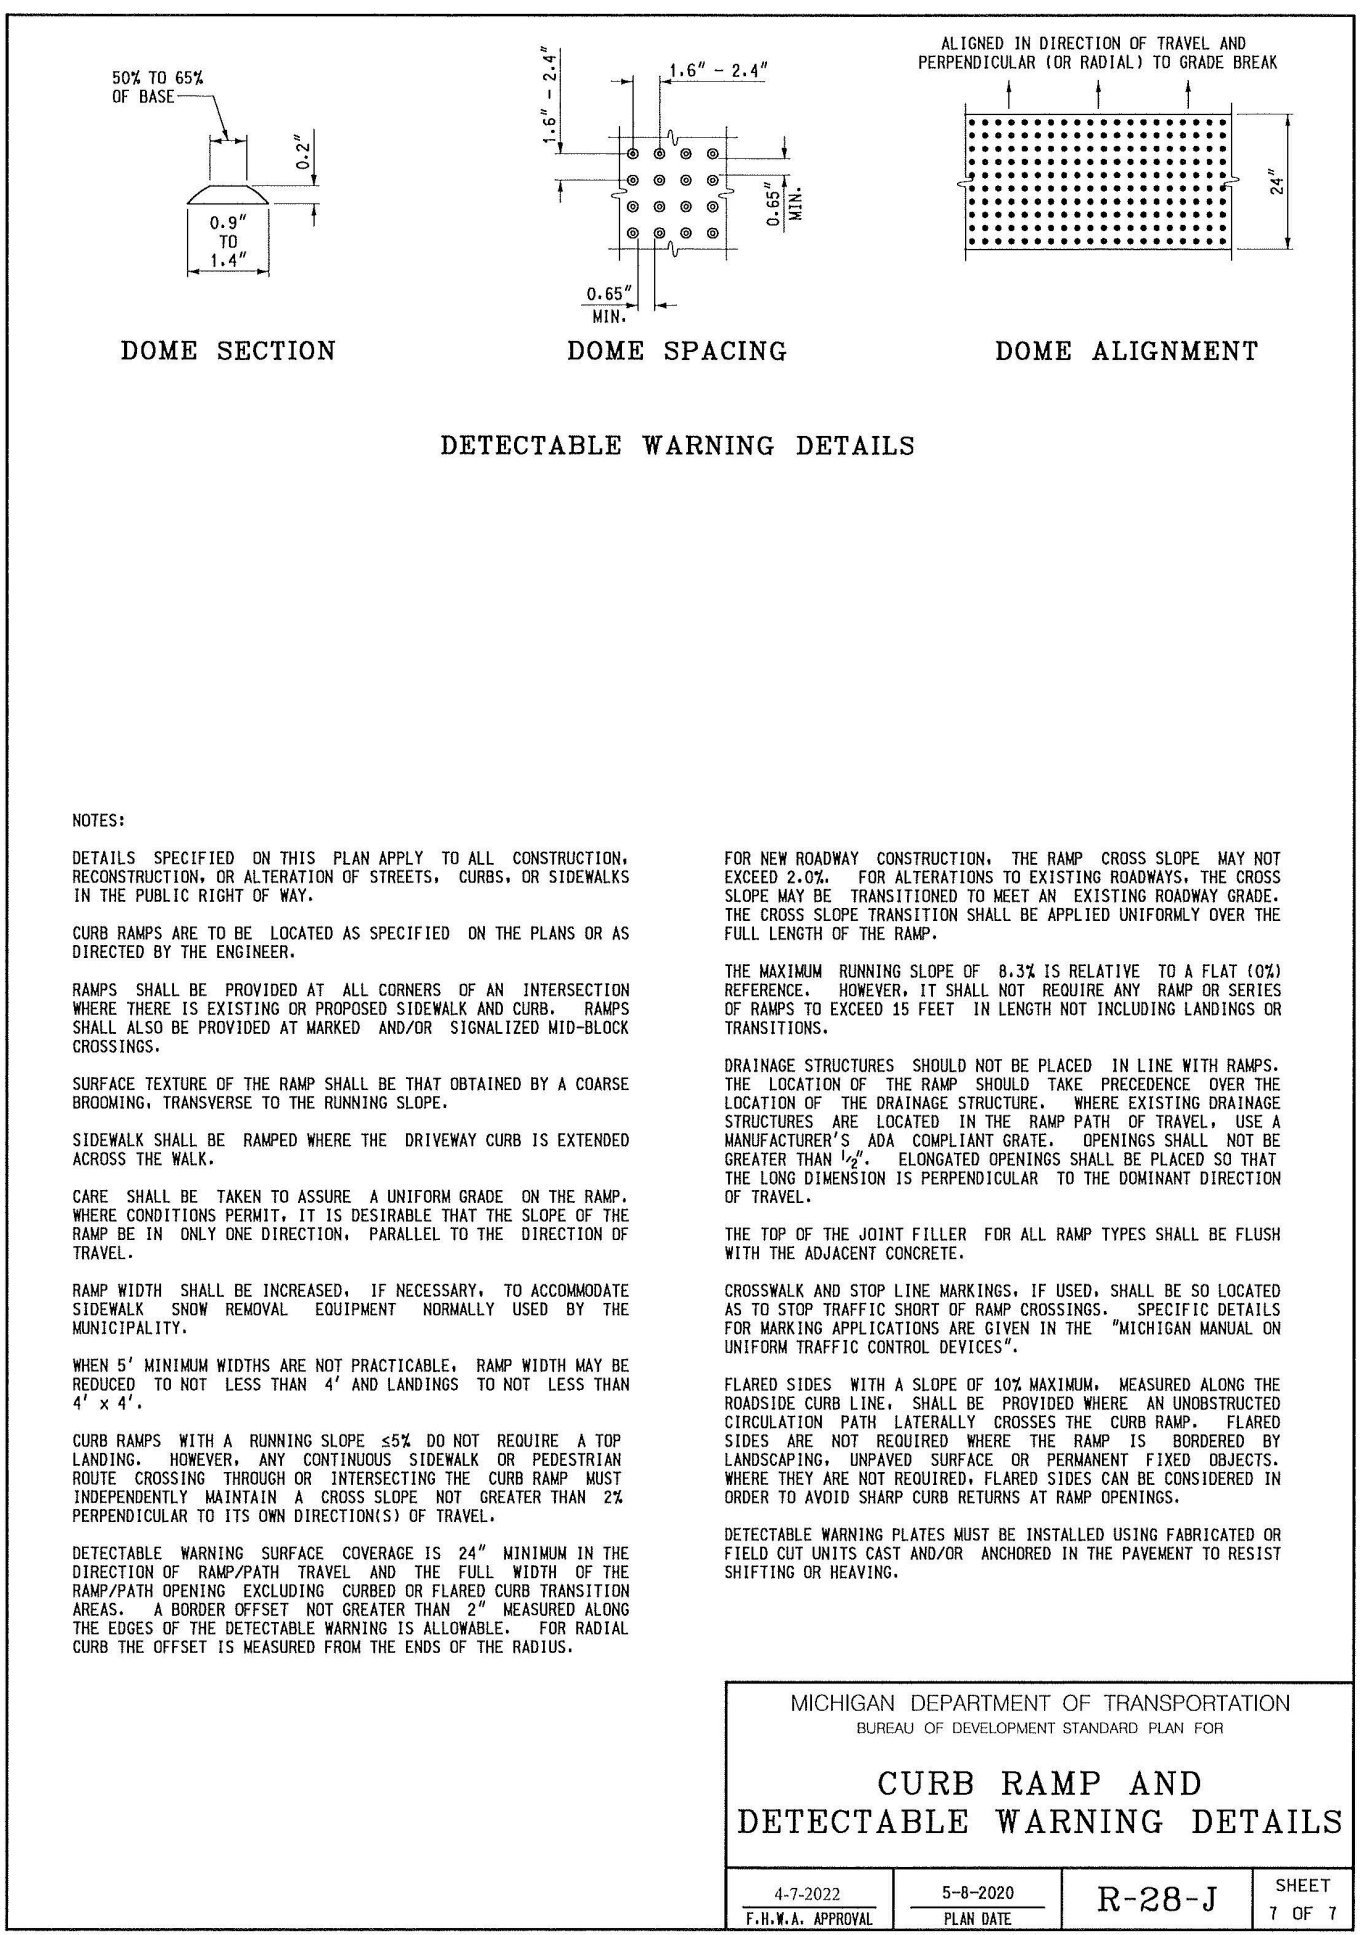 50% TO 65%
OF BASE
0.2"
0.9"
TO
1.4"
DOME SECTION
1.6" - 2.4"
1.6" - 2.4"
0.65"
MIN.
0.65"
MIN.
DOME SPACING
ALIGNED IN DIRECTION OF TRAVEL AND
PERPENDICULAR (OR RADIAL) TO GRADE BREAK
24"
DOME ALIGNMENT
DETECTABLE WARNING DETAILS
NOTES:
DETAILS SPECIFIED ON THIS PLAN APPLY TO ALL CONSTRUCTION,
RECONSTRUCTION, OR ALTERATION OF STREETS, CURBS, OR SIDEWALKS
IN THE PUBLIC RIGHT OF WAY.
CURB RAMPS ARE TO BE LOCATED AS SPECIFIED ON THE PLANS OR AS
DIRECTED BY THE ENGINEER.
RAMPS SHALL BE PROVIDED AT ALL CORNERS OF AN INTERSECTION
WHERE THERE IS EXISTING OR PROPOSED SIDEWALK AND CURB. RAMPS
SHALL ALSO BE PROVIDED AT MARKED AND/OR SIGNALIZED MID-BLOCK
CROSSINGS.
SURFACE TEXTURE OF THE RAMP SHALL BE THAT OBTAINED BY A COARSE
BROOMING, TRANSVERSE TO THE RUNNING SLOPE.
SIDEWALK SHALL BE RAMPED WHERE THE DRIVEWAY CURB IS EXTENDED
ACROSS THE WALK.
CARE SHALL BE TAKEN TO ASSURE A UNIFORM GRADE ON THE RAMP.
WHERE CONDITIONS PERMIT, IT IS DESIRABLE THAT THE SLOPE OF THE
RAMP BE IN ONLY ONE DIRECTION, PARALLEL TO THE DIRECTION OF
TRAVEL.
RAMP WIDTH SHALL BE INCREASED, IF NECESSARY, TO ACCOMMODATE
SIDEWALK SNOW REMOVAL EQUIPMENT NORMALLY USED BY THE
MUNICIPALITY.
WHEN 5' MINIMUM WIDTHS ARE NOT PRACTICABLE, RAMP WIDTH MAY BE
REDUCED TO NOT LESS THAN 4' AND LANDINGS TO NOT LESS THAN
4' x 4'.
CURB RAMPS WITH A RUNNING SLOPE ≤5% DO NOT REQUIRE A TOP
LANDING. HOWEVER, ANY CONTINUOUS SIDEWALK OR PEDESTRIAN
ROUTE CROSSING THROUGH OR INTERSECTING THE CURB RAMP MUST
INDEPENDENTLY MAINTAIN A CROSS SLOPE NOT GREATER THAN 2%
PERPENDICULAR TO ITS OWN DIRECTION(S) OF TRAVEL.
DETECTABLE WARNING SURFACE COVERAGE IS 24" MINIMUM IN THE
DIRECTION OF RAMP/PATH TRAVEL AND THE FULL WIDTH OF THE
RAMP/PATH OPENING EXCLUDING CURBED OR FLARED CURB TRANSITION
AREAS. A BORDER OFFSET NOT GREATER THAN 2" MEASURED ALONG
THE EDGES OF THE DETECTABLE WARNING IS ALLOWABLE. FOR RADIAL
CURB THE OFFSET IS MEASURED FROM THE ENDS OF THE RADIUS.
FOR NEW ROADWAY CONSTRUCTION, THE RAMP CROSS SLOPE MAY NOT
EXCEED 2.0%. FOR ALTERATIONS TO EXISTING ROADWAYS, THE CROSS
SLOPE MAY BE TRANSITIONED TO MEET AN EXISTING ROADWAY GRADE.
THE CROSS SLOPE TRANSITION SHALL BE APPLIED UNIFORMLY OVER THE
FULL LENGTH OF THE RAMP.
THE MAXIMUM RUNNING SLOPE OF 8.3% IS RELATIVE TO A FLAT (0%)
REFERENCE. HOWEVER, IT SHALL NOT REQUIRE ANY RAMP OR SERIES
OF RAMPS TO EXCEED 15 FEET IN LENGTH NOT INCLUDING LANDINGS OR
TRANSITIONS.
DRAINAGE STRUCTURES SHOULD NOT BE PLACED IN LINE WITH RAMPS.
THE LOCATION OF THE RAMP SHOULD TAKE PRECEDENCE OVER THE
LOCATION OF THE DRAINAGE STRUCTURE. WHERE EXISTING DRAINAGE
STRUCTURES ARE LOCATED IN THE RAMP PATH OF TRAVEL, USE A
MANUFACTURER'S ADA COMPLIANT GRATE. OPENINGS SHALL NOT BE
GREATER THAN 1/2". ELONGATED OPENINGS SHALL BE PLACED SO THAT
THE LONG DIMENSION IS PERPENDICULAR TO THE DOMINANT DIRECTION
OF TRAVEL.
THE TOP OF THE JOINT FILLER FOR ALL RAMP TYPES SHALL BE FLUSH
WITH THE ADJACENT CONCRETE.
CROSSWALK AND STOP LINE MARKINGS, IF USED, SHALL BE SO LOCATED
AS TO STOP TRAFFIC SHORT OF RAMP CROSSINGS. SPECIFIC DETAILS
FOR MARKING APPLICATIONS ARE GIVEN IN THE "MICHIGAN MANUAL ON
UNIFORM TRAFFIC CONTROL DEVICES".
FLARED SIDES WITH A SLOPE OF 10% MAXIMUM, MEASURED ALONG THE
ROADSIDE CURB LINE, SHALL BE PROVIDED WHERE AN UNOBSTRUCTED
CIRCULATION PATH LATERALLY CROSSES THE CURB RAMP. FLARED
SIDES ARE NOT REQUIRED WHERE THE RAMP IS BORDERED BY
LANDSCAPING, UNPAVED SURFACE OR PERMANENT FIXED OBJECTS.
WHERE THEY ARE NOT REQUIRED, FLARED SIDES CAN BE CONSIDERED IN
ORDER TO AVOID SHARP CURB RETURNS AT RAMP OPENINGS.
DETECTABLE WARNING PLATES MUST BE INSTALLED USING FABRICATED OR
FIELD CUT UNITS CAST AND/OR ANCHORED IN THE PAVEMENT TO RESIST
SHIFTING OR HEAVING.
MICHIGAN DEPARTMENT OF TRANSPORTATION
BUREAU OF DEVELOPMENT STANDARD PLAN FOR
CURB RAMP AND
DETECTABLE WARNING DETAILS
4-7-2022
F.H.W.A. APPROVAL
5-8-2020
PLAN DATE
R-28-J
SHEET
7 OF 7